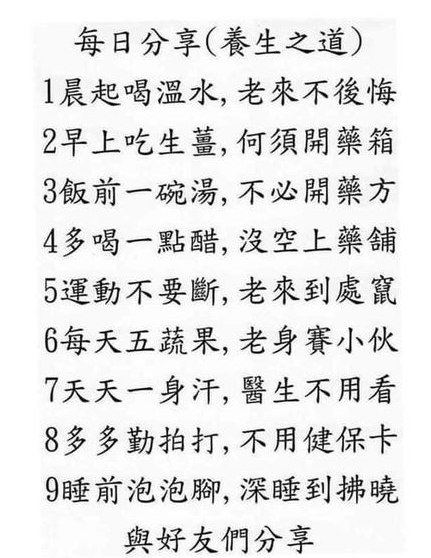 每日分享(養生之道)
1晨起喝溫水,老來不後悔
2早上吃生薑,何須開藥箱
3飯前一碗湯,不必開藥方
4多喝一點醋,沒空上藥舖
5運動不要斷,老來到處竄
6每天五蔬果,老身賽小伙
7天天一身汗,醫生不用看
8多多勤拍打,不用健保卡
9睡前泡泡腳,深睡到拂曉
與好友們分享